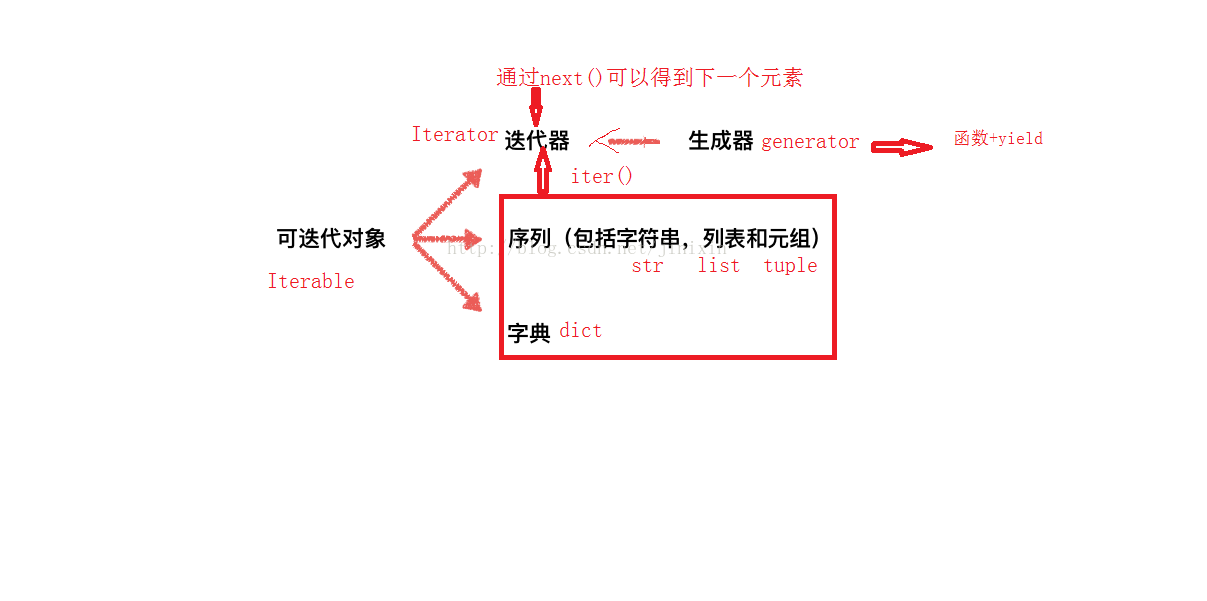 通过next()可以得到下一个元素
Iterator 迭代器 生成器 generator 函数+yield
iter()
可迭代对象 序列（包括字符串，列表和元组）
http://blog.csdn.net/jinixin
str list tuple
Iterable
字典 dict